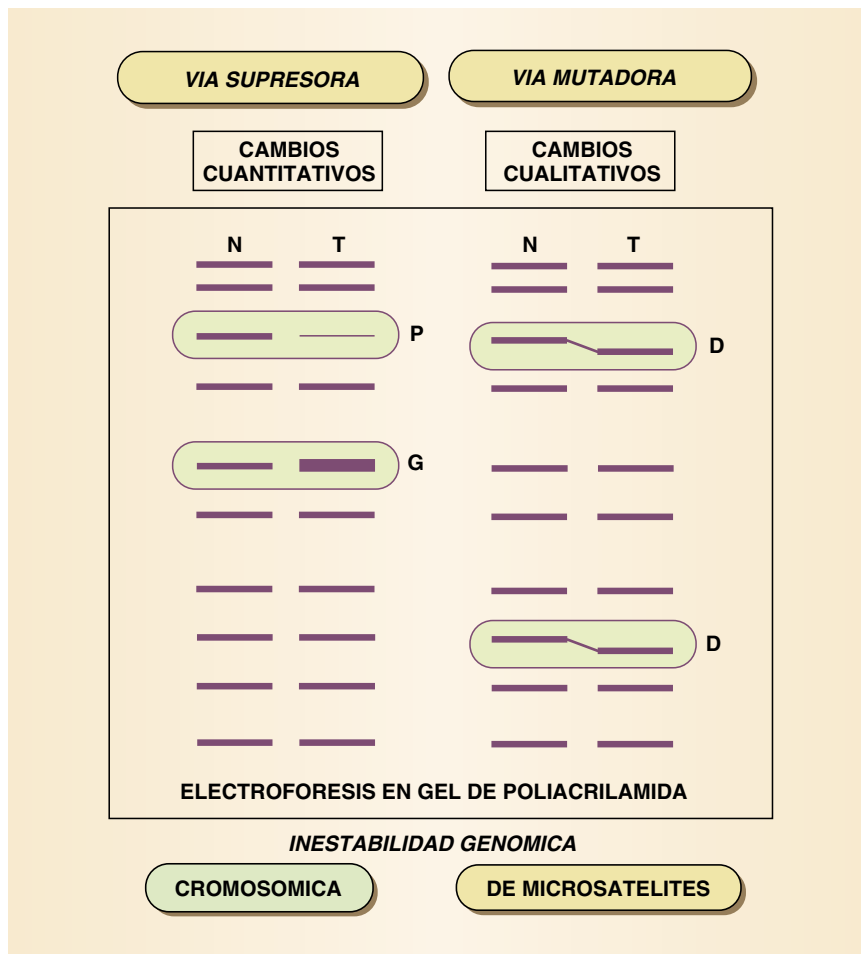 VIA SUPRESORA
VIA MUTADORA
CAMBIOS
CUANTITATIVOS
CAMBIOS
CUALITATIVOS
N T
N T
P
D
G
D
ELECTROFORESIS EN GEL DE POLIACRILAMIDA
INESTABILIDAD GENOMICA
CROMOSOMICA
DE MICROSATELITES